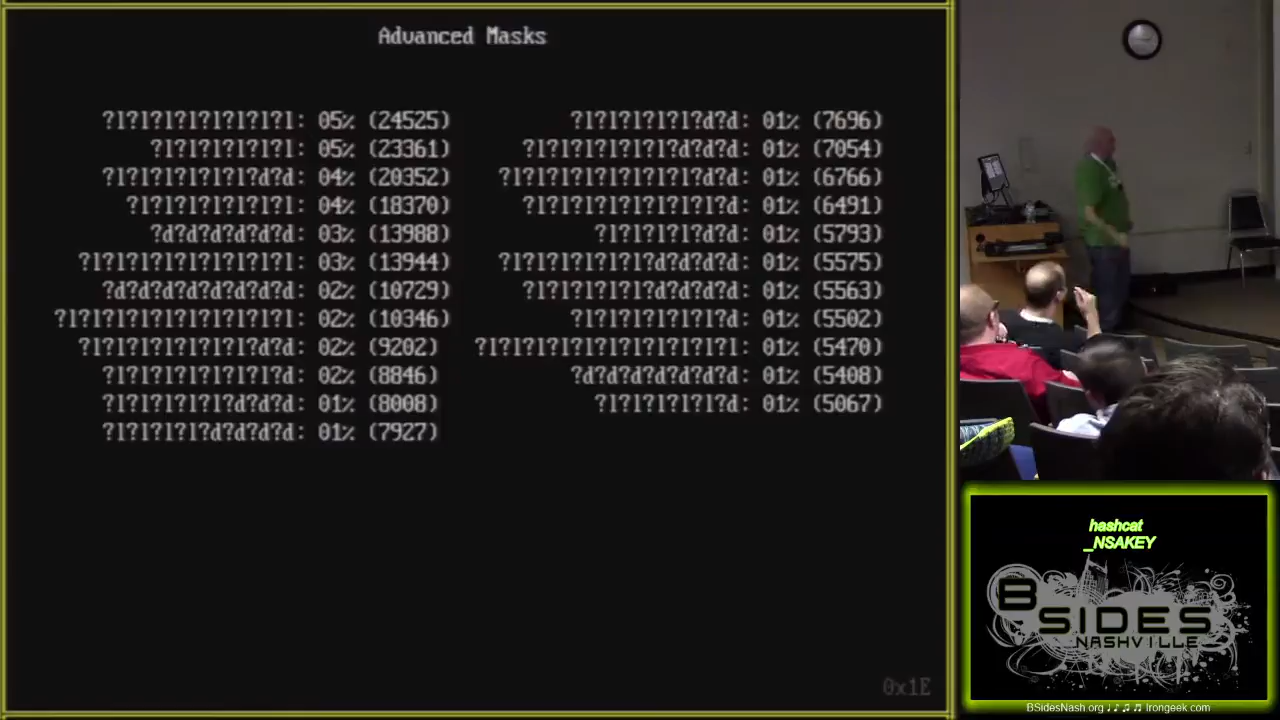 Advanced Masks
?l?l?l?l?l?l?l?l: 05% (24525)
?l?l?l?l?l?l: 05% (23361)
?l?l?l?l?l?l?d?d: 04% (20352)
?l?l?l?l?l?l?l: 04% (18370)
?d?d?d?d?d?d: 03% (13988)
?l?l?l?l?l?l?l?l?l: 03% (13944)
?d?d?d?d?d?d?d?d: 02% (10729)
?l?l?l?l?l?l?l?l?l?l: 02% (10346)
?l?l?l?l?l?l?l?d?d: 02% (9202)
?l?l?l?l?l?l?l?d: 02% (8846)
?l?l?l?l?l?d?d?d: 01% (8008)
?l?l?l?l?d?d?d?d: 01% (7927)
?l?l?l?l?l?d?d: 01% (7696)
?l?l?l?l?l?l?d?d?d: 01% (7054)
?l?l?l?l?l?l?l?l?d?d: 01% (6766)
?l?l?l?l?l?l?l?l?d: 01% (6491)
?l?l?l?l?d?d: 01% (5793)
?l?l?l?l?l?l?d?d?d?d: 01% (5575)
?l?l?l?l?l?d?d?d?d: 01% (5563)
?l?l?l?l?l?l?d: 01% (5502)
?l?l?l?l?l?l?l?l?l?l?l: 01% (5470)
?d?d?d?d?d?d?d: 01% (5408)
?l?l?l?l?l?d: 01% (5067)
0x1E
hashcat
_NSAKEY
BSIDES
NASHVILLE
BSidesNash.org ♩♪♫♬ Irongeek.com